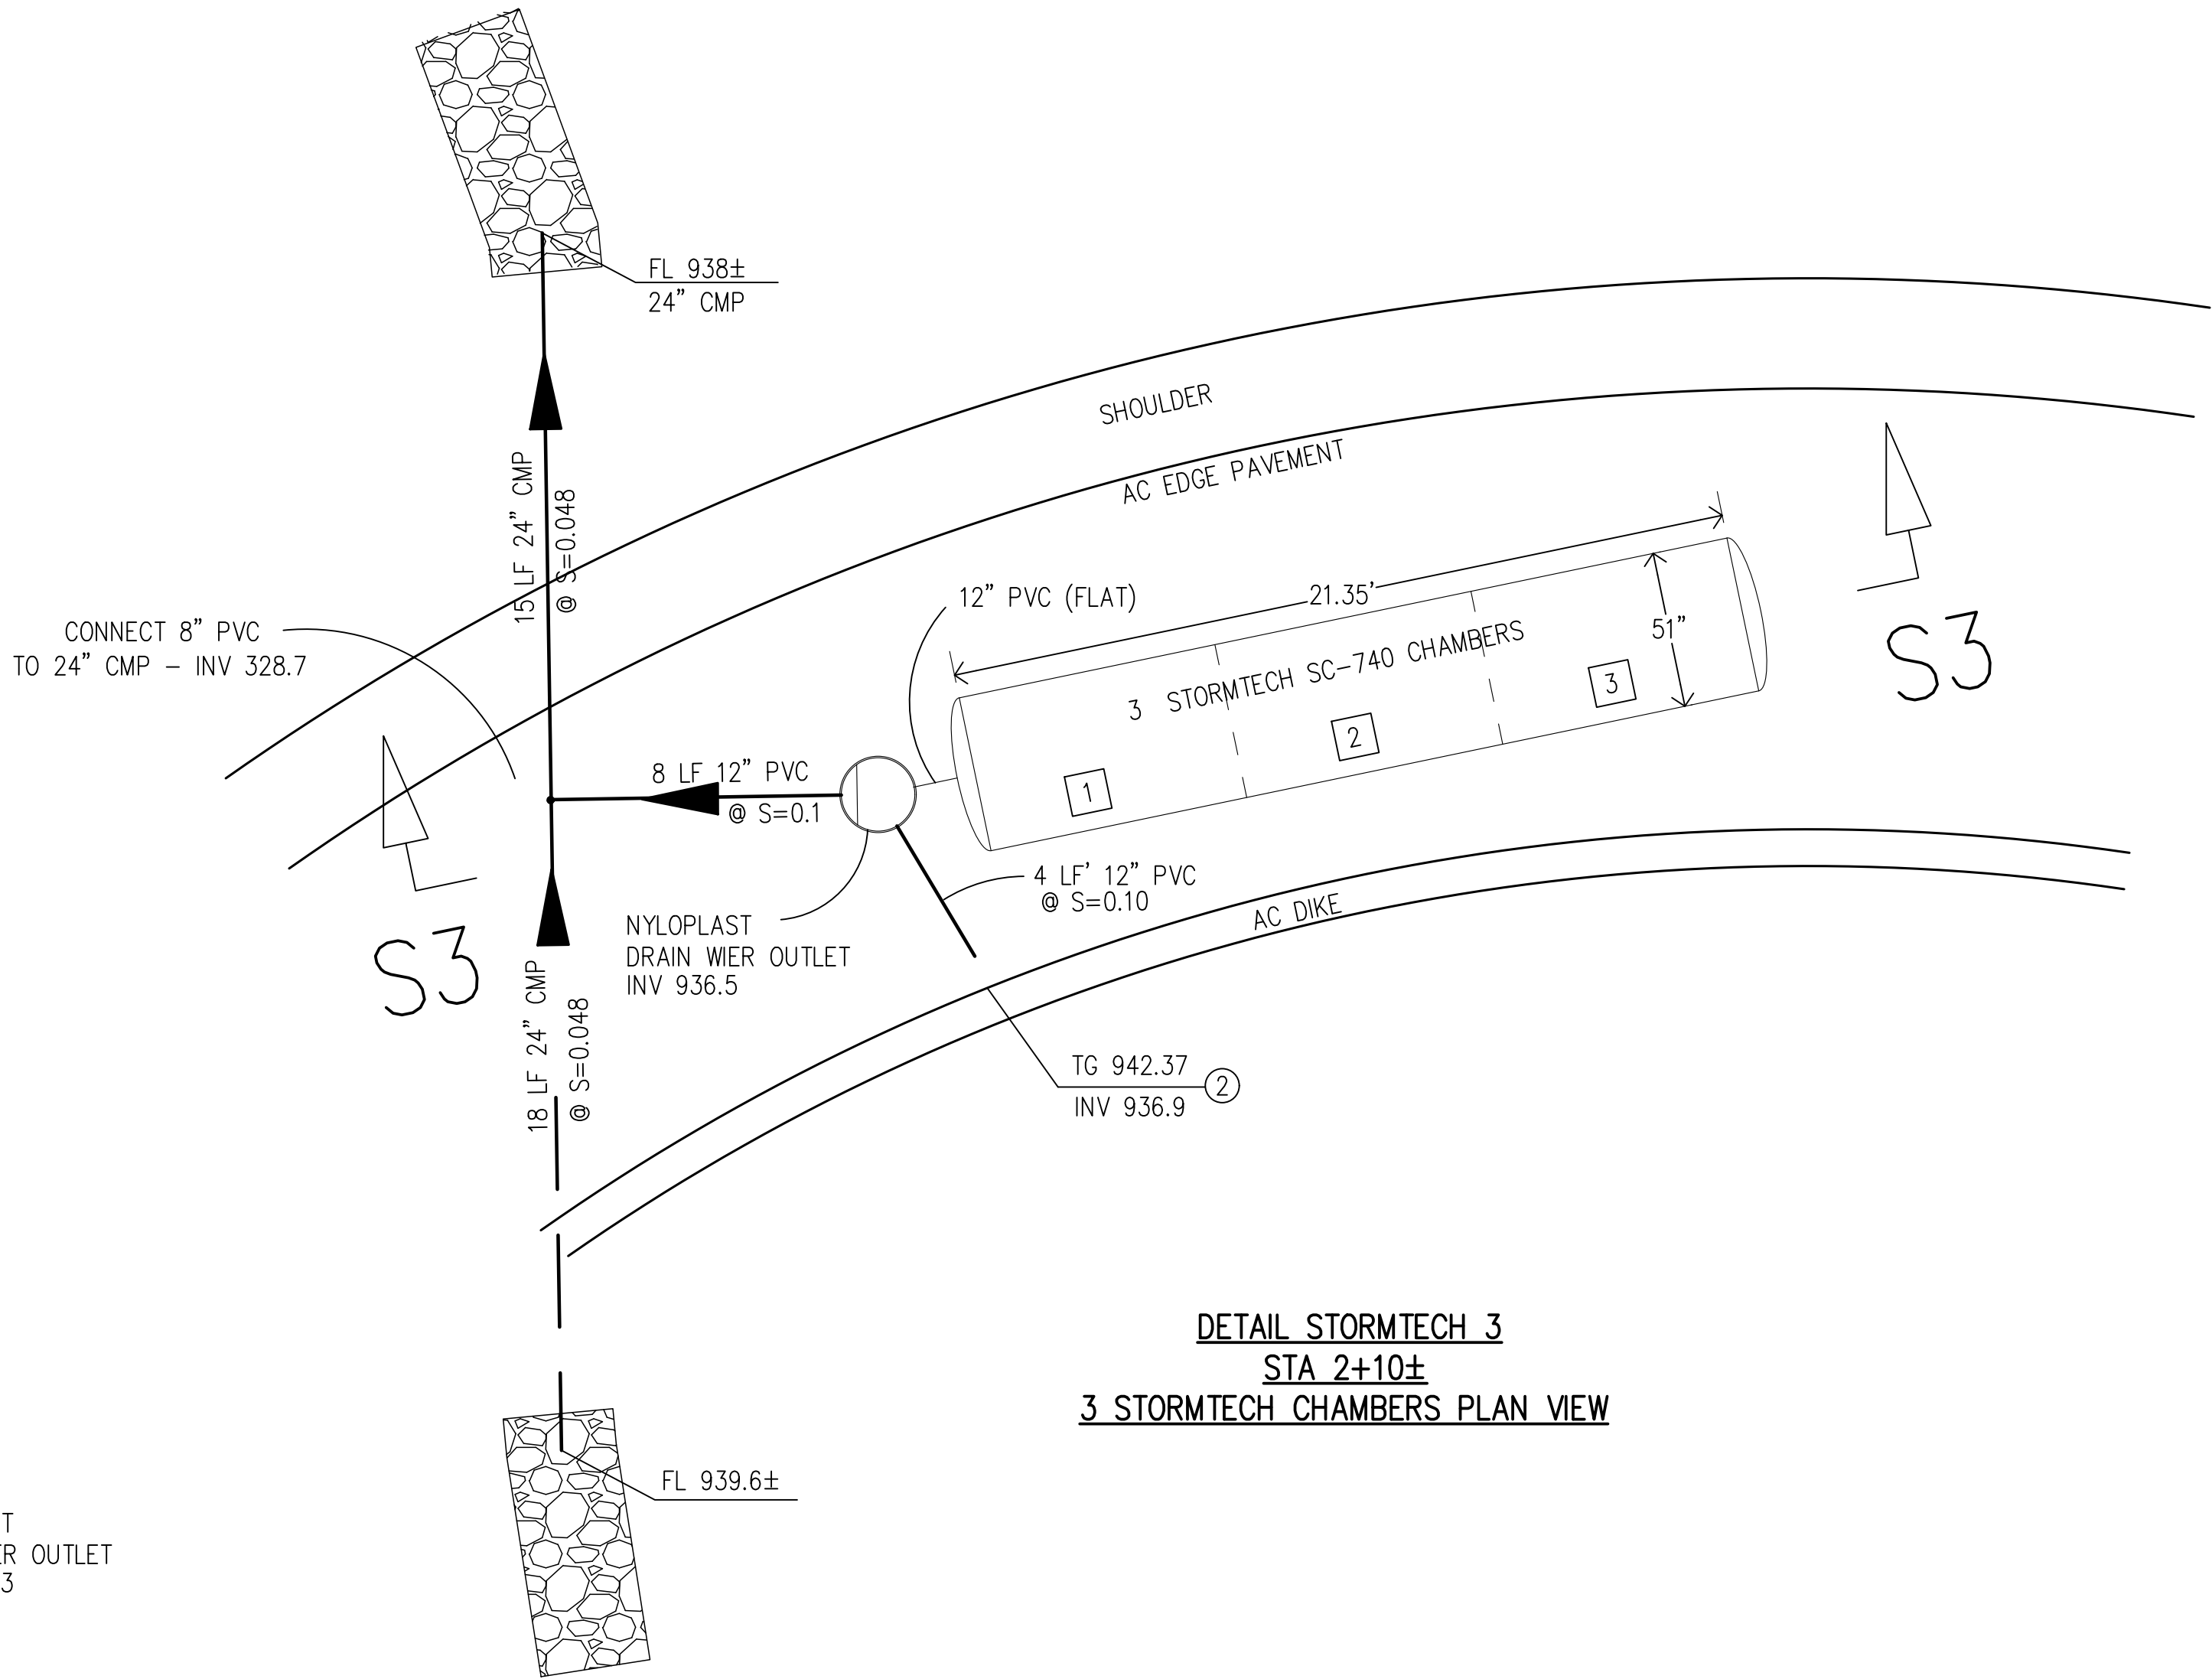 FL 938±
24” CMP
SHOULDER
AC EDGE PAVEMENT
15 LF 24” CMP
@ S=0.048
12” PVC (FLAT)
21.35’
51”
3 STORMTECH SC-740 CHAMBERS
1
2
3
S3
CONNECT 8” PVC
TO 24” CMP – INV 328.7
8 LF 12” PVC
@ S=0.1
4 LF’ 12” PVC
@ S=0.10
AC DIKE
NYLOPLAST
DRAIN WIER OUTLET
INV 936.5
S3
18 LF 24” CMP
@ S=0.048
TG 942.37
INV 936.9
2
DETAIL STORMTECH 3
STA 2+10±
3 STORMTECH CHAMBERS PLAN VIEW
FL 939.6±
T
ER OUTLET
3